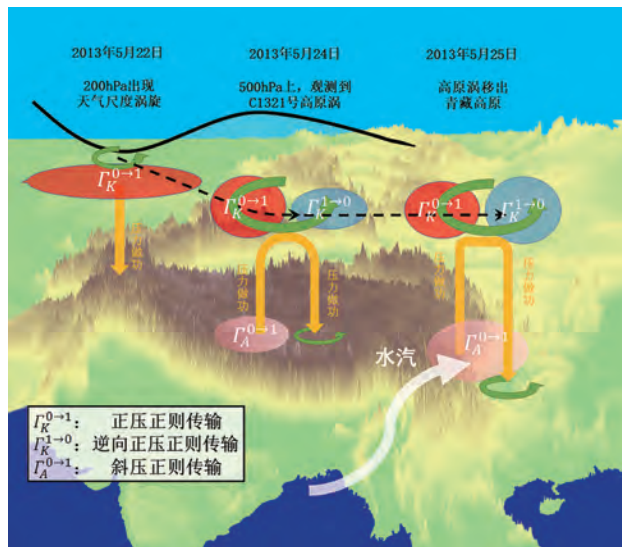 2013年5月22日
200hPa出现
天气尺度涡旋
2013年5月24日
500hPa上，观测到
C1321号高原涡
2013年5月25日
高原涡移出
青藏高原
Γ_K^{0→1}
压力做功
Γ_K^{0→1}
Γ_K^{1→0}
压力做功
压力做功
Γ_A^{0→1}
Γ_K^{0→1}
Γ_K^{1→0}
压力做功
压力做功
Γ_A^{0→1}
水汽
Γ_K^{0→1}： 正压正则传输
Γ_K^{1→0}： 逆向正压正则传输
Γ_A^{0→1}： 斜压正则传输